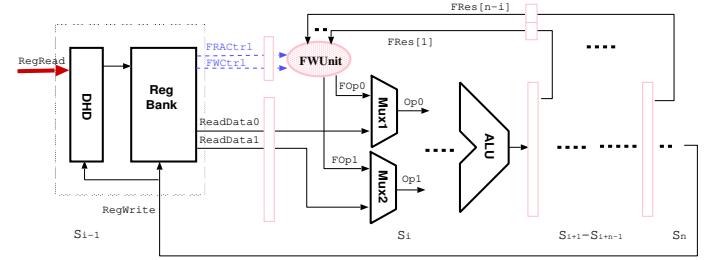 FRes[n-i]
FRes[1]
FRACtrl
RegRead
FWUnit
FWCtrl
DHD
Reg
Bank
FOp0
Mux1
Op0
ReadData0
ALU
ReadData1
FOp1
Mux2
Op1
RegWrite
Si-1
Si
Si+1-Si+n-1
Sn